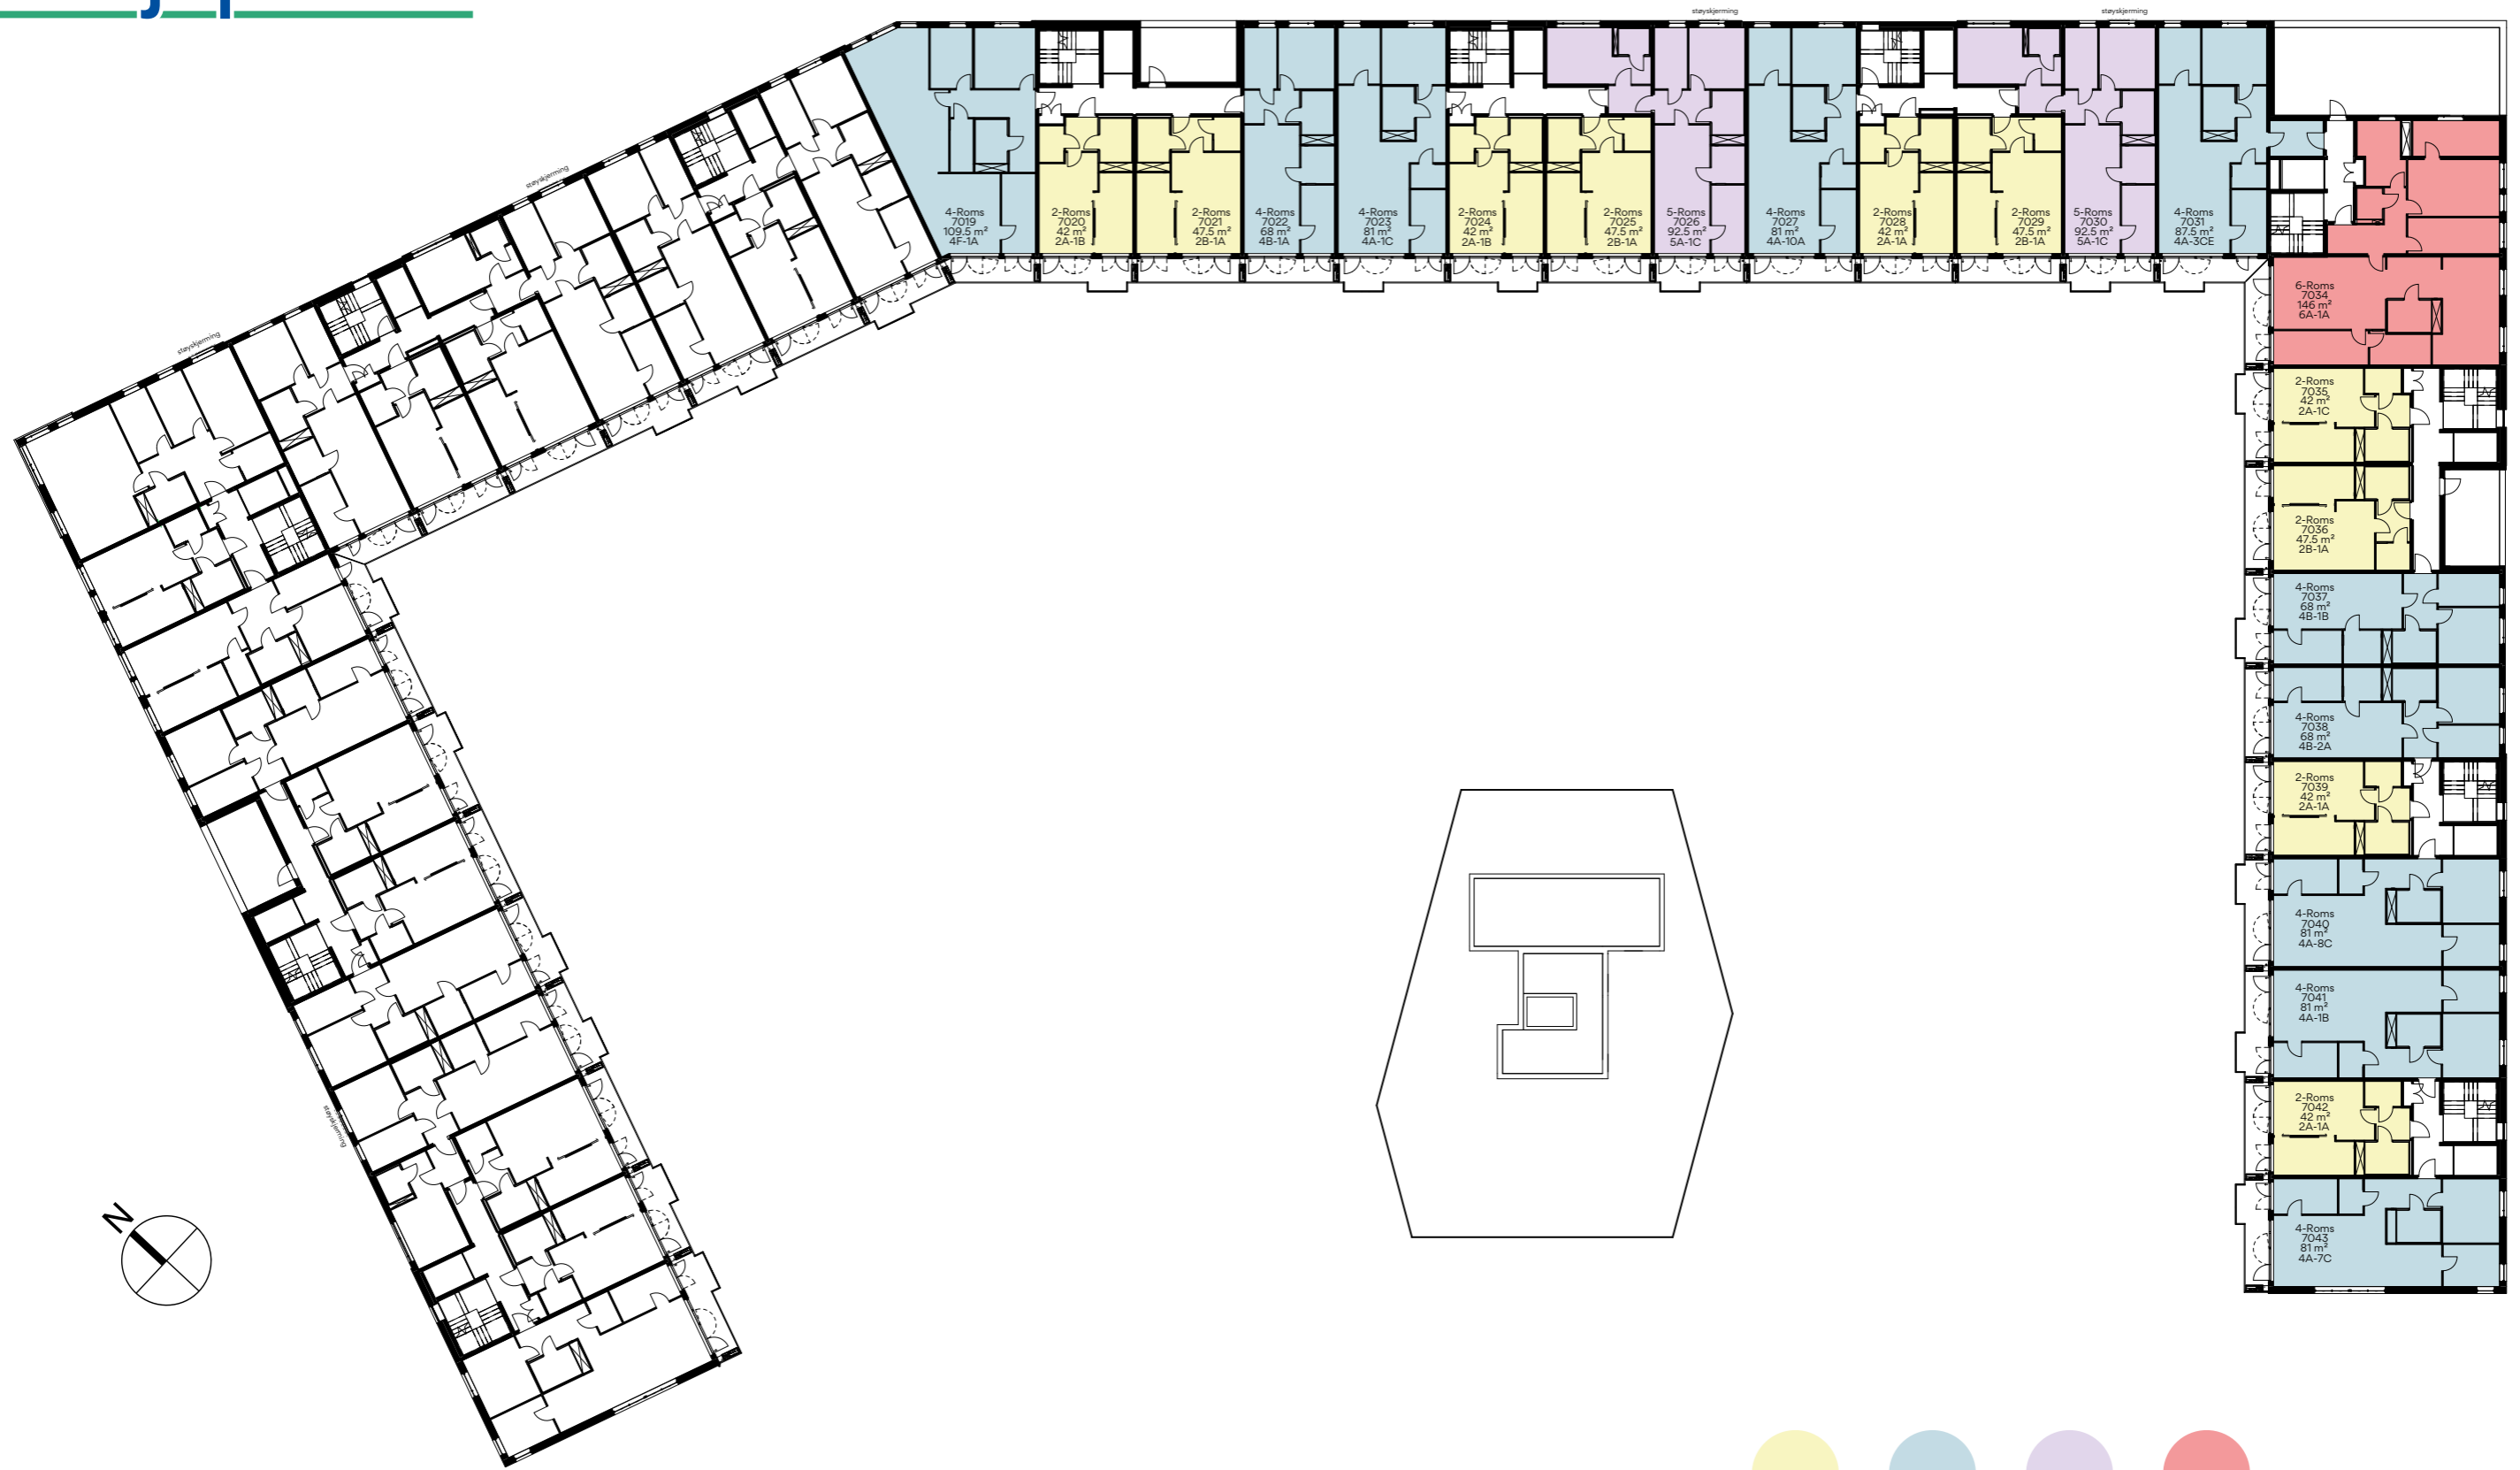 støyskjerming
støyskjerming
støyskjerming
støyskjerming
4-Roms
7019
109.5 m²
4F-1A
2-Roms
7020
42 m²
2A-1B
2-Roms
7021
47.5 m²
2B-1A
4-Roms
7022
68 m²
4B-1A
4-Roms
7023
81 m²
4A-1C
2-Roms
7024
42 m²
2A-1B
2-Roms
7025
47.5 m²
2B-1A
5-Roms
7026
92.5 m²
5A-1C
4-Roms
7027
81 m²
4A-10A
2-Roms
7028
42 m²
2A-1A
2-Roms
7029
47.5 m²
2B-1A
5-Roms
7030
92.5 m²
5A-1C
4-Roms
7031
87.5 m²
4A-3CE
6-Roms
7034
146 m²
6A-1A
2-Roms
7035
42 m²
2A-1C
2-Roms
7036
47.5 m²
2B-1A
4-Roms
7037
68 m²
4B-1B
4-Roms
7038
68 m²
4B-2A
2-Roms
7039
42 m²
2A-1A
4-Roms
7040
81 m²
4A-8C
4-Roms
7041
81 m²
4A-1B
2-Roms
7042
42 m²
2A-1A
4-Roms
7043
81 m²
4A-7C
støyskjerming
N